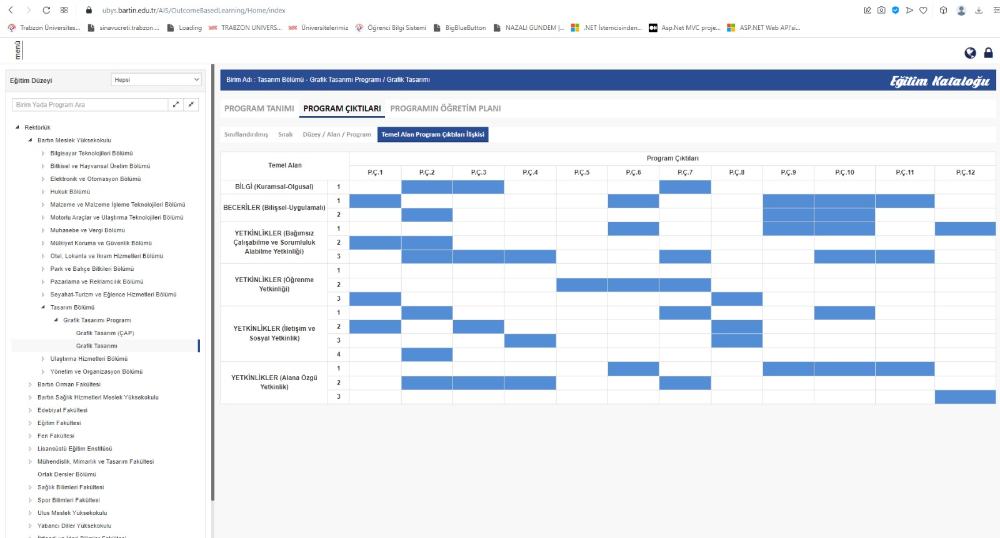 ubys.bartin.edu.tr/AIS/OutcomeBasedLearning/Home/index
Trabzon Üniversites... sinavucreti.trabzon.... Loading TRABZON UNIVERS... Üniversitelerimiz Öğrenci Bilgi Sistemi BigBlueButton NAZALI GUNDEM |... .NET İstemcisinden... Asp.Net MVC proje... ASP.NET Web API'si...
menü
Eğitim Düzeyi Hepsi
Birim Yada Program Ara
Rektörlük
Bartın Meslek Yüksekokulu
Bilgisayar Teknolojileri Bölümü
Bitkisel ve Hayvansal Üretim Bölümü
Elektronik ve Otomasyon Bölümü
Hukuk Bölümü
Malzeme ve Malzeme İşleme Teknolojileri Bölümü
Motorlu Araçlar ve Ulaştırma Teknolojileri Bölümü
Muhasebe ve Vergi Bölümü
Mülkiyet Koruma ve Güvenlik Bölümü
Otel, Lokanta ve İkram Hizmetleri Bölümü
Park ve Bahçe Bitkileri Bölümü
Pazarlama ve Reklamcılık Bölümü
Seyahat-Turizm ve Eğlence Hizmetleri Bölümü
Tasarım Bölümü
Grafik Tasarımı Programı
Grafik Tasarım (ÇAP)
Grafik Tasarımı
Ulaştırma Hizmetleri Bölümü
Yönetim ve Organizasyon Bölümü
Bartın Orman Fakültesi
Bartın Sağlık Hizmetleri Meslek Yüksekokulu
Edebiyat Fakültesi
Eğitim Fakültesi
Fen Fakültesi
Lisansüstü Eğitim Enstitüsü
Mühendislik, Mimarlık ve Tasarım Fakültesi
Ortak Dersler Bölümü
Sağlık Bilimleri Fakültesi
Spor Bilimleri Fakültesi
Ulus Meslek Yüksekokulu
Yabancı Diller Yüksekokulu
Birim Adı : Tasarım Bölümü - Grafik Tasarımı Programı / Grafik Tasarımı
Eğitim Kataloğu
PROGRAM TANIMI PROGRAM ÇIKTILARI PROGRAMIN ÖĞRETİM PLANI
Sınıflandırılmış Sıralı Düzey / Alan / Program Temel Alan Program Çıktıları İlişkisi
Temel Alan Program Çıktıları
P.Ç.1 P.Ç.2 P.Ç.3 P.Ç.4 P.Ç.5 P.Ç.6 P.Ç.7 P.Ç.8 P.Ç.9 P.Ç.10 P.Ç.11 P.Ç.12
BİLGİ (Kuramsal-Olgusal) 1
BECERİLER (Bilişsel-Uygulamalı) 1
2
YETKİNLİKLER (Bağımsız
Çalışabilme ve Sorumluluk
Alabilme Yetkinliği)
1
2
3
YETKİNLİKLER (Öğrenme
Yetkinliği)
1
2
3
YETKİNLİKLER (İletişim ve
Sosyal Yetkinlik)
1
2
3
4
YETKİNLİKLER (Alana Özgü
Yetkinlik)
1
2
3